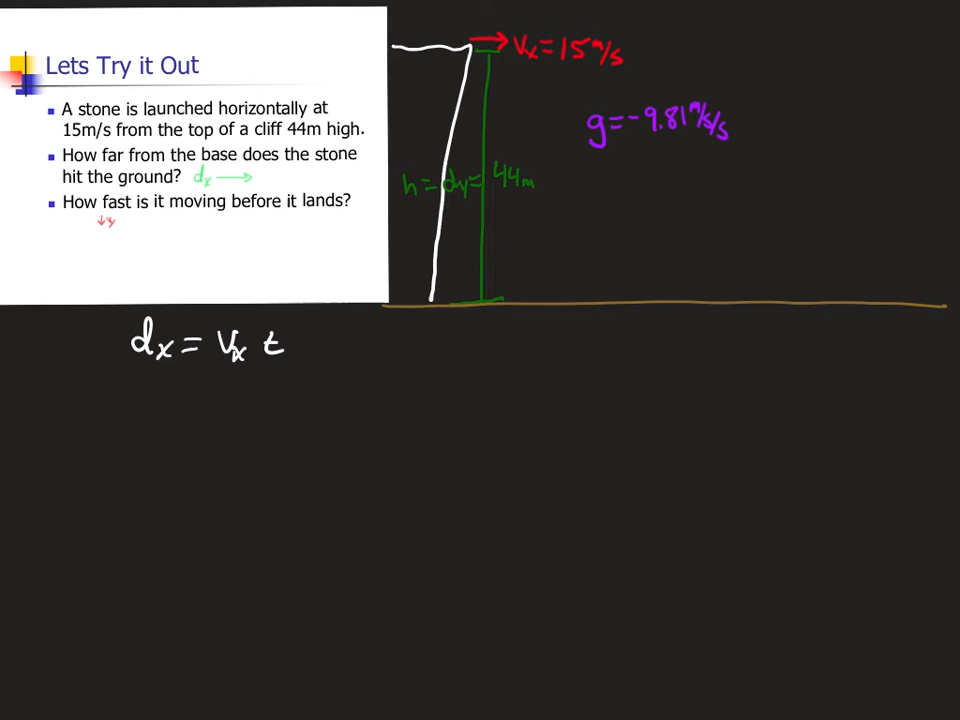 Lets Try it Out
A stone is launched horizontally at
15m/s from the top of a cliff 44m high.
How far from the base does the stone
hit the ground? dx →
How fast is it moving before it lands?
→ Vx = 15 m/s
g = -9.81 m/s/s
h = dy = 44m
dx = Vx t